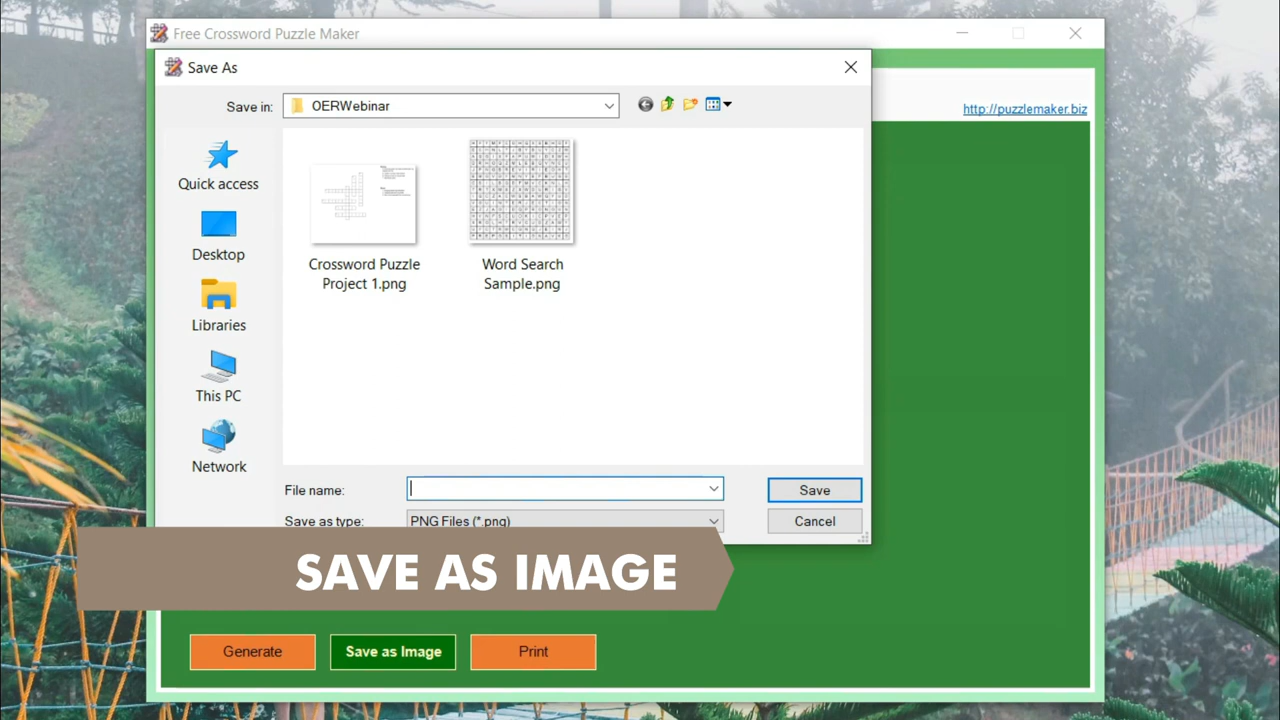 Free Crossword Puzzle Maker
Save As
Save in:
OERWebinar
http://puzzlemaker.biz
Quick access
Desktop
Libraries
This PC
Network
Crossword Puzzle
Project 1.png
Word Search
Sample.png
File name:
Save
Save as type:
PNG Files (*.png)
Cancel
SAVE AS IMAGE
Generate
Save as Image
Print